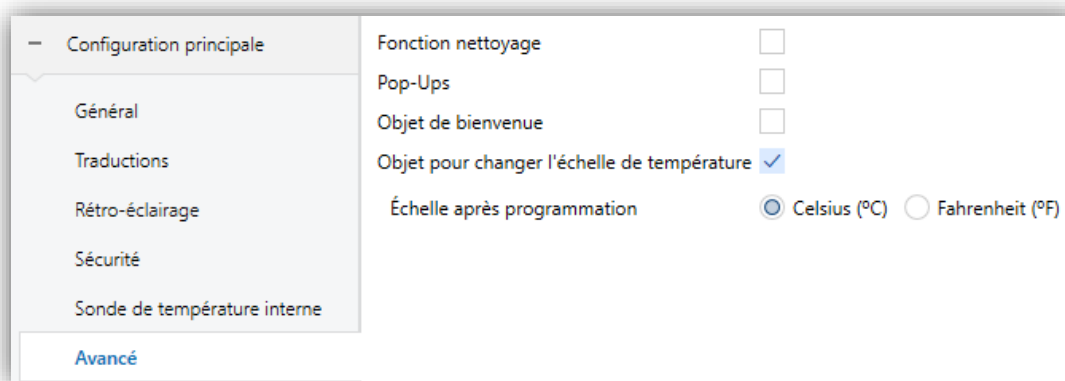 Configuration principale
Général
Traductions
Rétro-éclairage
Sécurité
Sonde de température interne
Avancé
Fonction nettoyage
Pop-Ups
Objet de bienvenue
Objet pour changer l'échelle de température
Échelle après programmation Celsius (ºC) Fahrenheit (ºF)